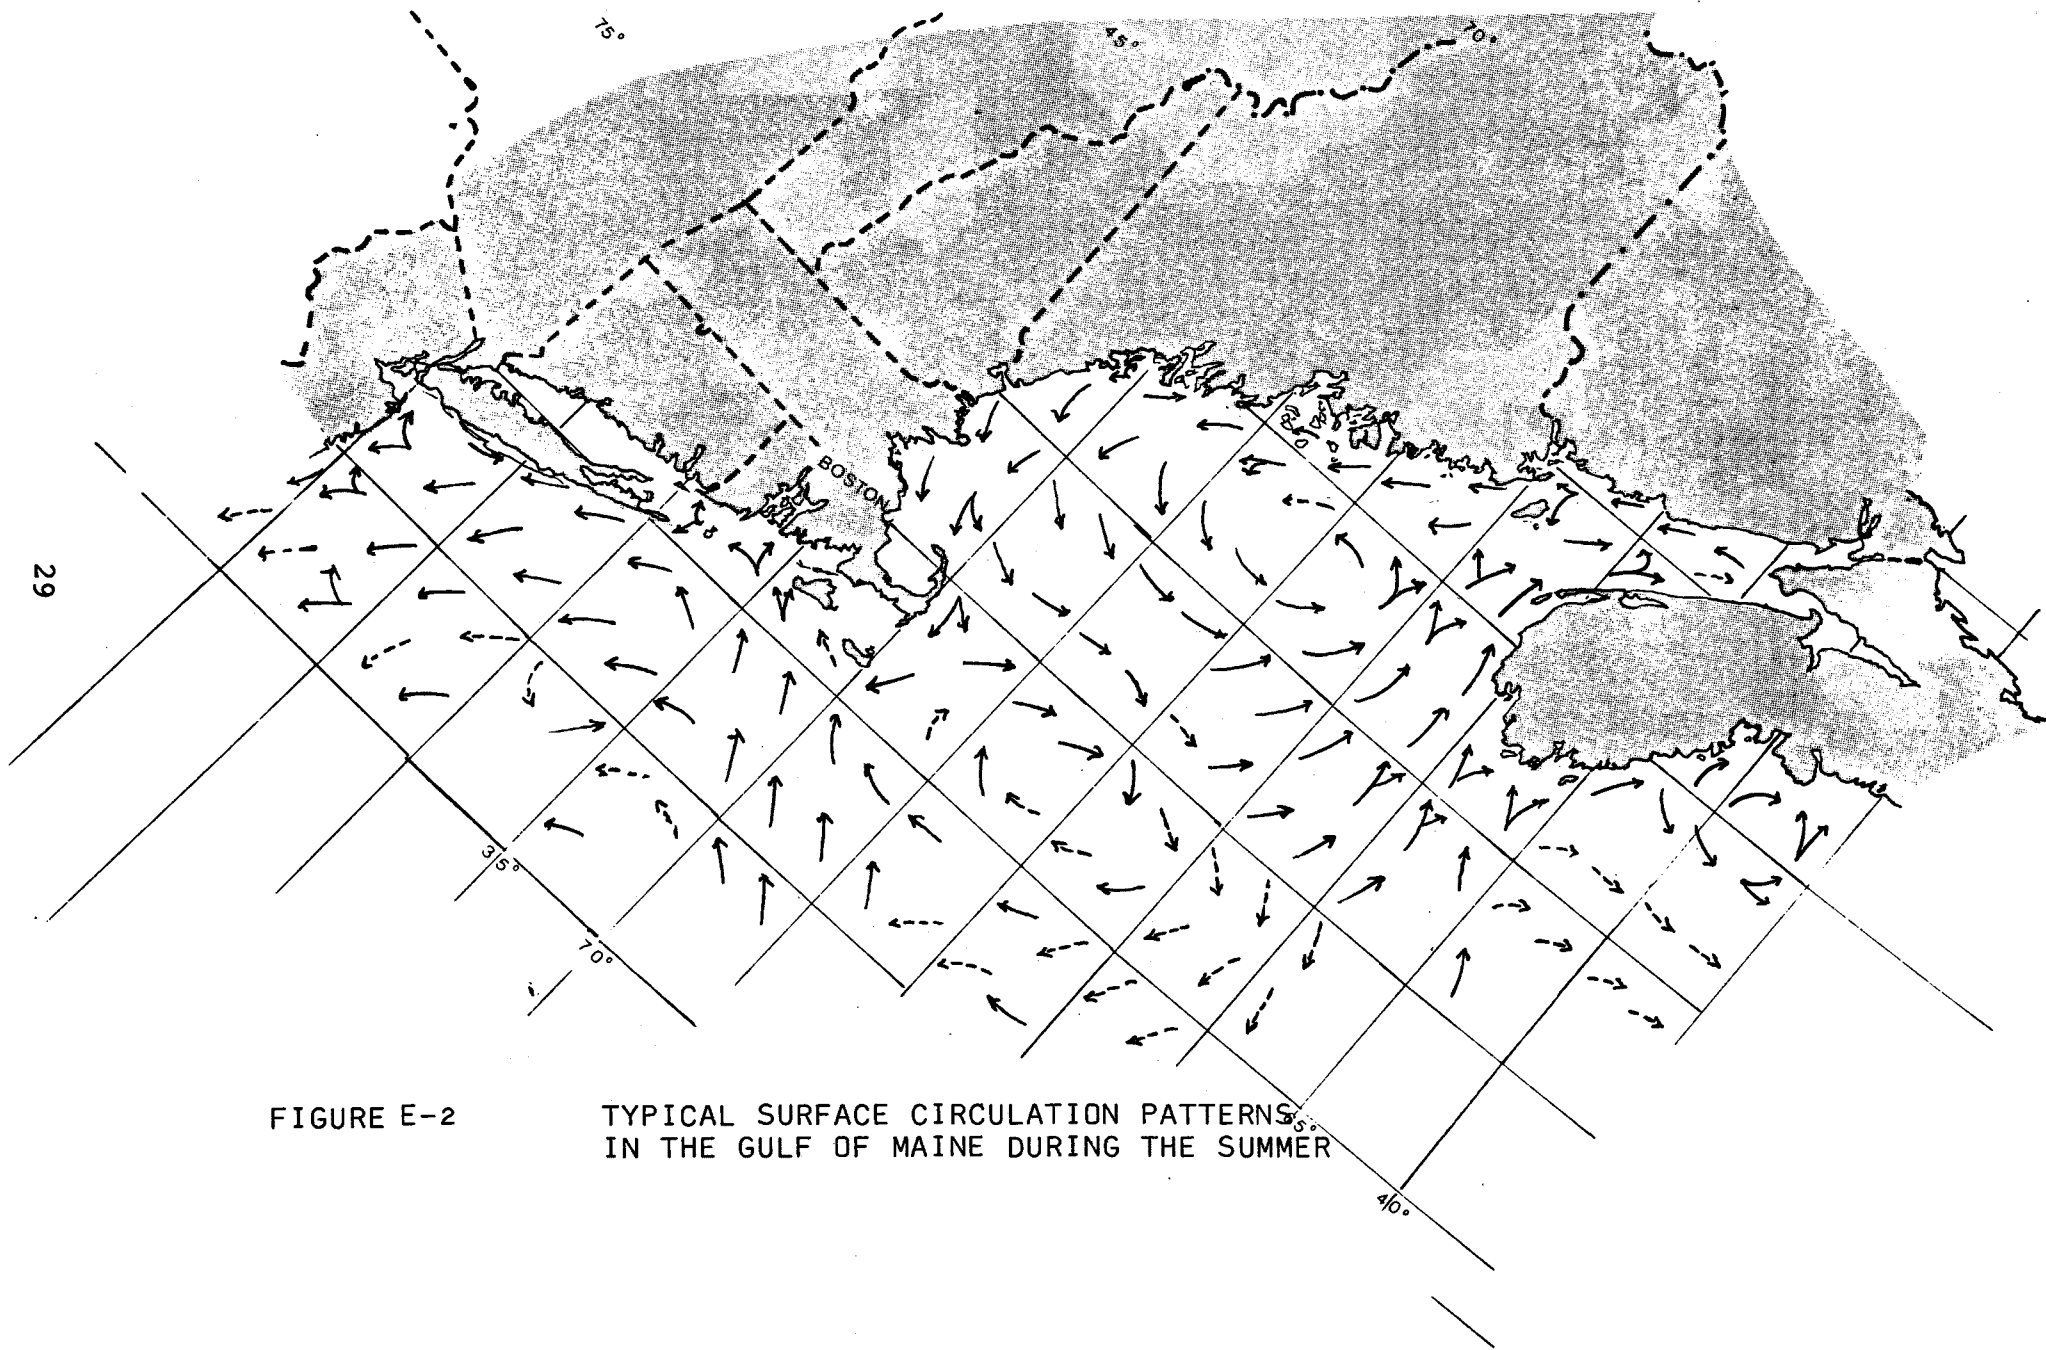 75°
45°
70°
BOSTON
29
35°
70°
FIGURE E-2 TYPICAL SURFACE CIRCULATION PATTERNS
IN THE GULF OF MAINE DURING THE SUMMER
65°
40°